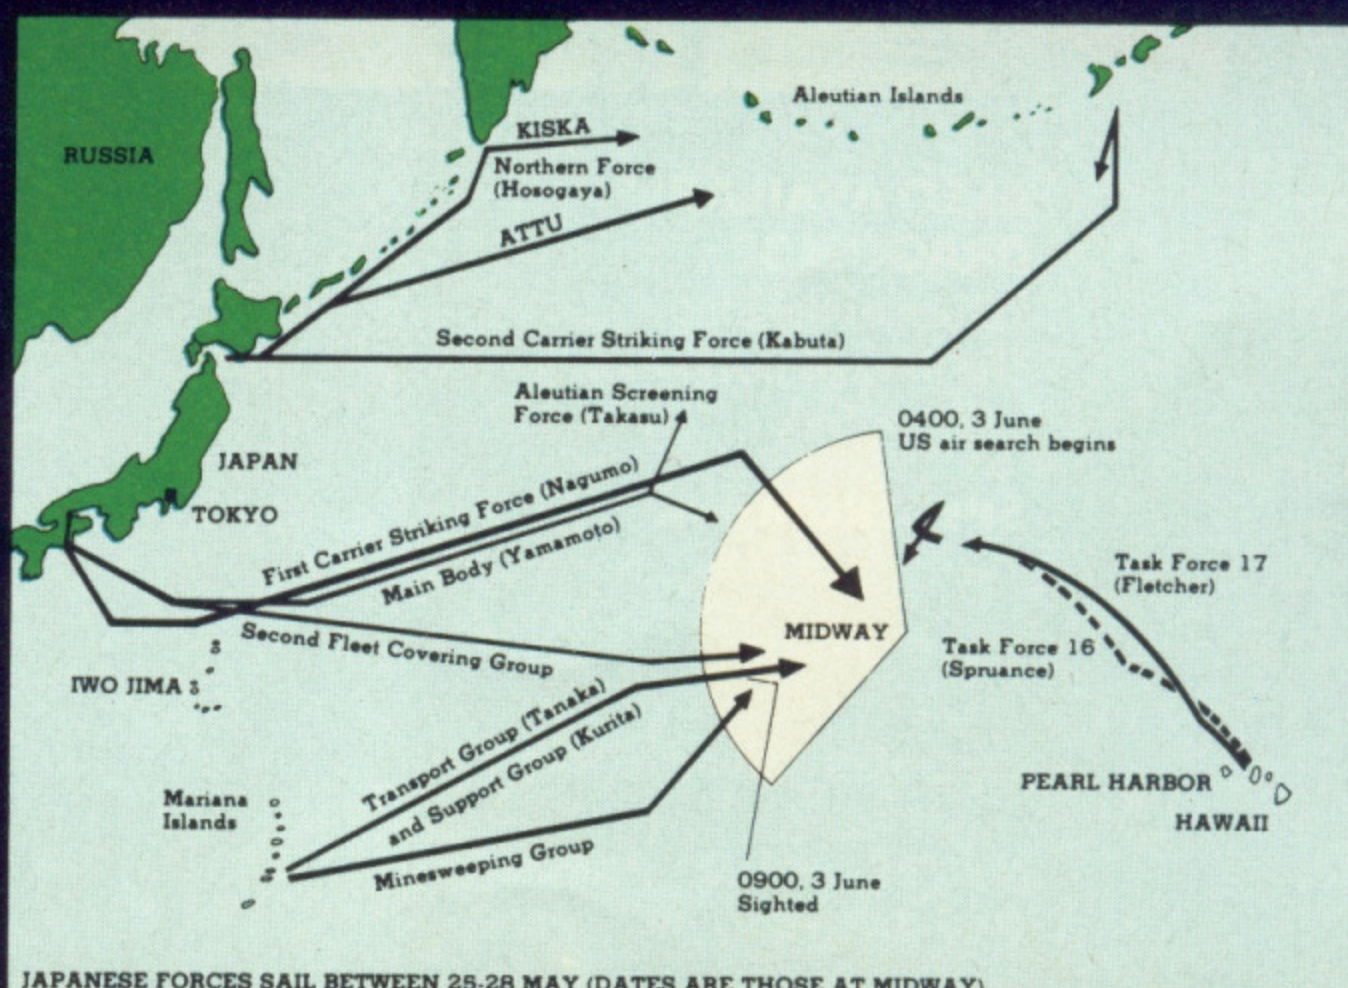 RUSSIA
Aleutian Islands
KISKA
Northern Force
(Hosogaya)
ATTU
Second Carrier Striking Force (Kabuta)
Aleutian Screening
Force (Takasu)
0400, 3 June
US air search begins
JAPAN
TOKYO
First Carrier Striking Force (Nagumo)
Main Body (Yamamoto)
Task Force 17
(Fletcher)
Second Fleet Covering Group
MIDWAY
Task Force 16
(Spruance)
IWO JIMA
Transport Group (Tanaka)
and Support Group (Kurita)
PEARL HARBOR
HAWAII
Mariana
Islands
Minesweeping Group
0900, 3 June
Sighted
JAPANESE FORCES SAIL BETWEEN 25-28 MAY (DATES ARE THOSE AT MIDWAY)